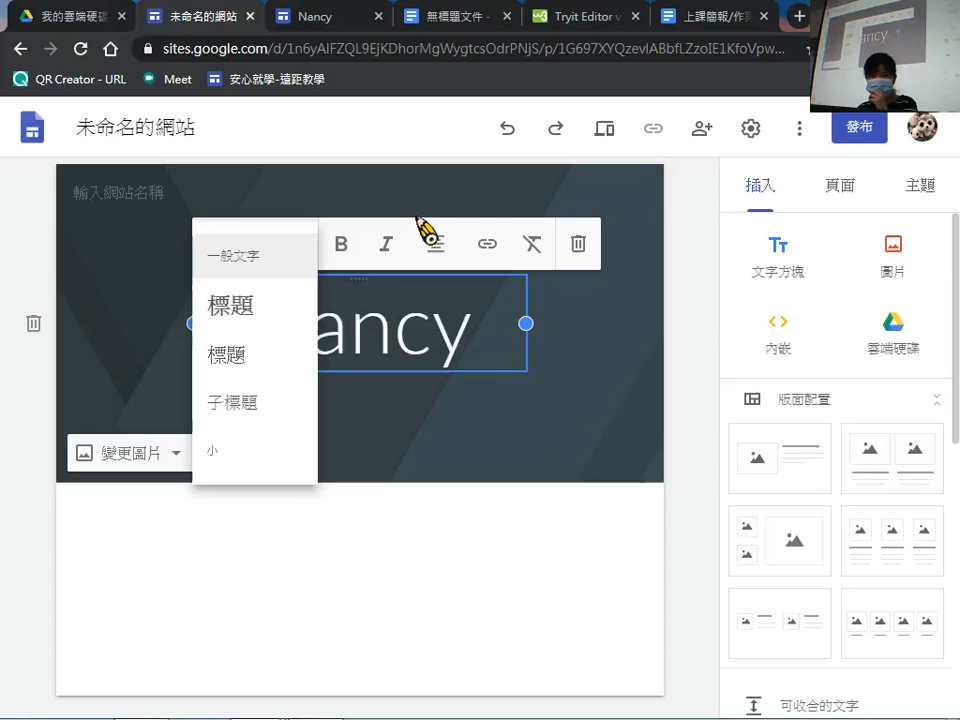 我的雲端硬碟
未命名的網站
Nancy
無標題文件 -
Tryit Editor v
上課簡報/作業
sites.google.com/d/1n6yAlFZQL9EjKDhorMgWygtcsOdrPNjS/p/1G697XYQzevlABbfLZzoIE1KfoVpw...
QR Creator - URL
Meet
安心就學-遠距教學
未命名的網站
發布
輸入網站名稱
插入
頁面
主題
一般文字
標題
標題
子標題
小
B
I
ancy
變更圖片
文字方塊
圖片
內嵌
雲端硬碟
版面配置
可收合的文字